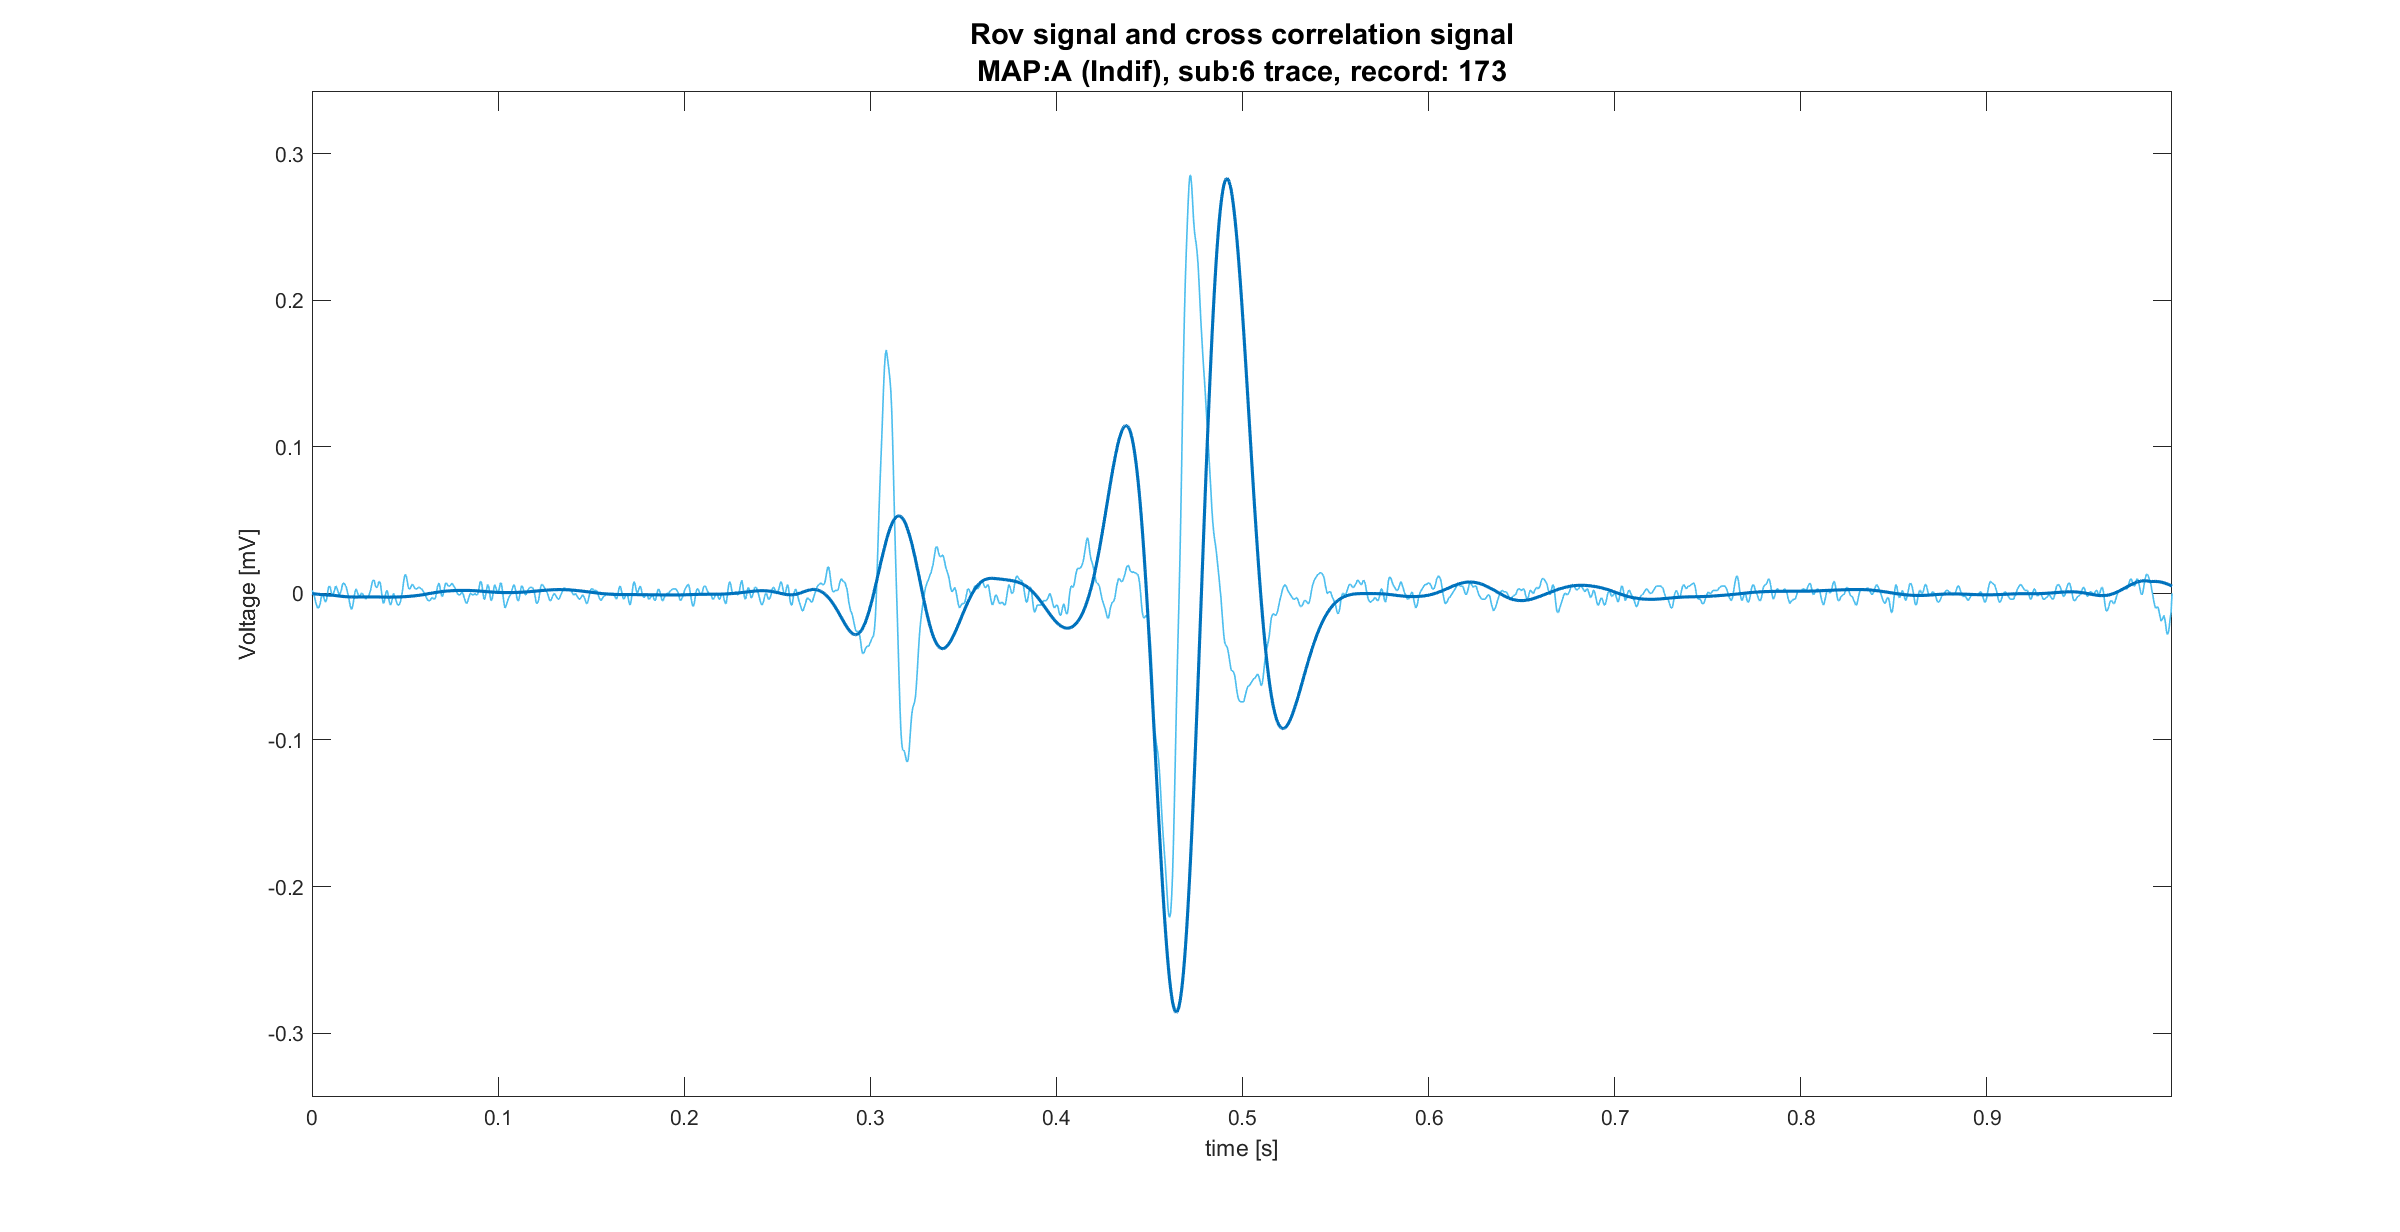 Rov signal and cross correlation signal
MAP:A (Indif), sub:6 trace, record: 173
0.3
0.2
0.1
0
-0.1
-0.2
-0.3
Voltage [mV]
0 0.1 0.2 0.3 0.4 0.5 0.6 0.7 0.8 0.9
time [s]